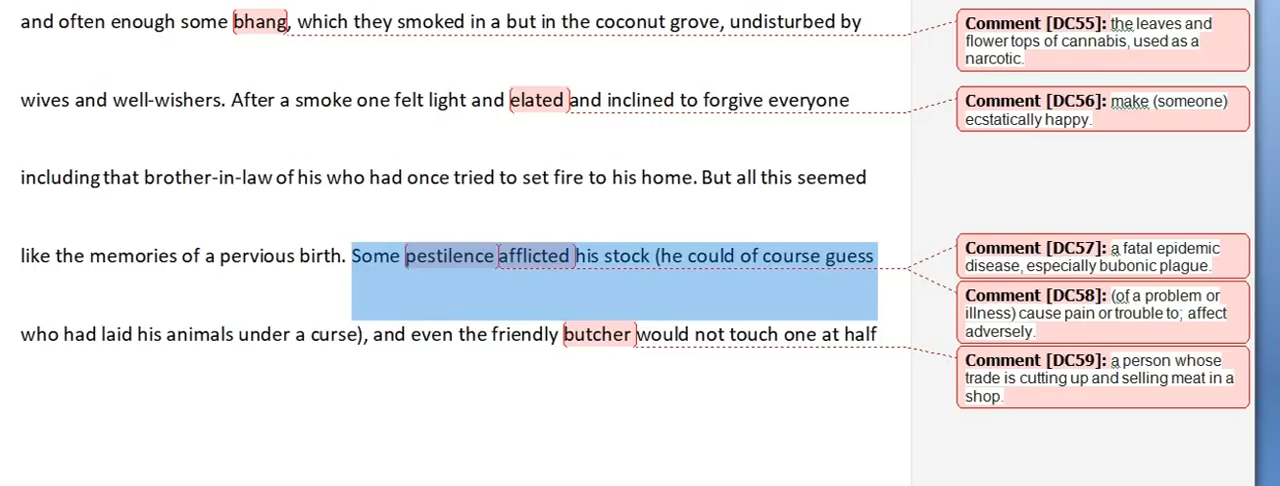 and often enough some bhang, which they smoked in a but in the coconut grove, undisturbed by
wives and well-wishers. After a smoke one felt light and elated and inclined to forgive everyone
including that brother-in-law of his who had once tried to set fire to his home. But all this seemed
like the memories of a pervious birth. Some pestilence afflicted his stock (he could of course guess
who had laid his animals under a curse), and even the friendly butcher would not touch one at half
Comment [DC55]: the leaves and
flower tops of cannabis, used as a
narcotic.
Comment [DC56]: make (someone)
ecstatically happy.
Comment [DC57]: a fatal epidemic
disease, especially bubonic plague.
Comment [DC58]: (of a problem or
illness) cause pain or trouble to; affect
adversely.
Comment [DC59]: a person whose
trade is cutting up and selling meat in a
shop.